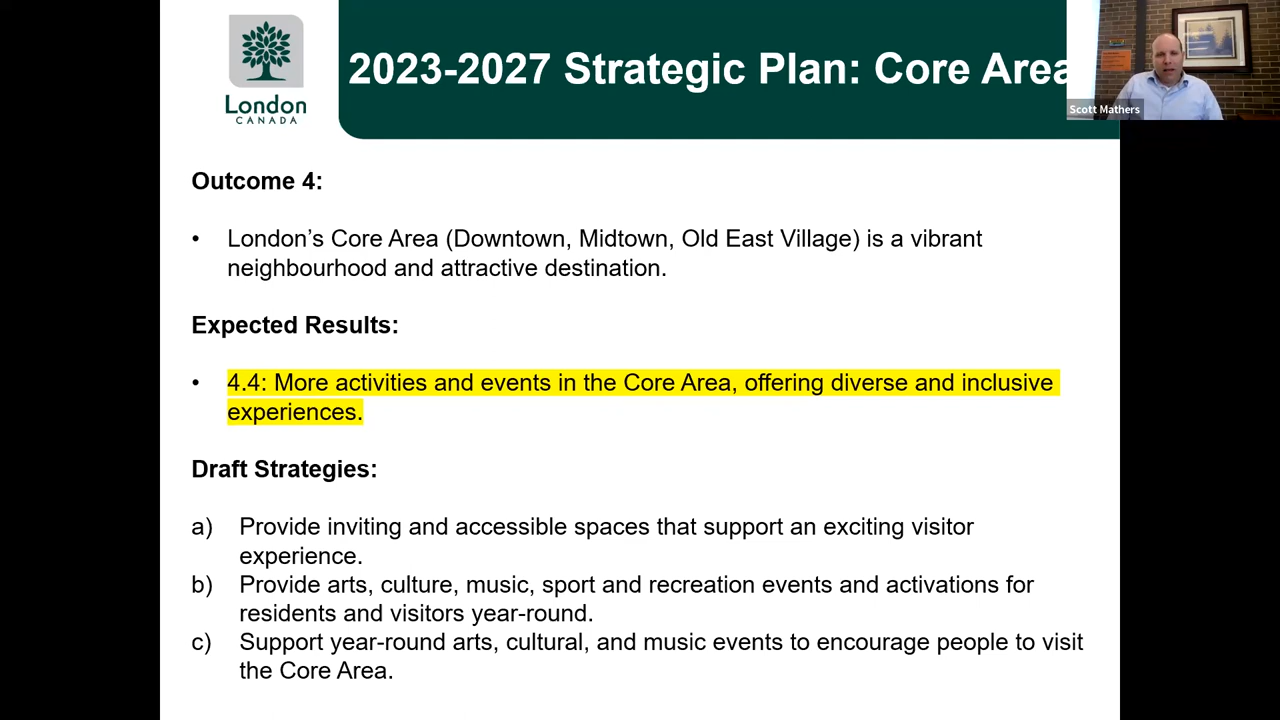 London
CANADA
2023-2027 Strategic Plan: Core Area
Scott Mathers
Outcome 4:
• London’s Core Area (Downtown, Midtown, Old East Village) is a vibrant
neighbourhood and attractive destination.
Expected Results:
• 4.4: More activities and events in the Core Area, offering diverse and inclusive
experiences.
Draft Strategies:
a) Provide inviting and accessible spaces that support an exciting visitor
experience.
b) Provide arts, culture, music, sport and recreation events and activations for
residents and visitors year-round.
c) Support year-round arts, cultural, and music events to encourage people to visit
the Core Area.